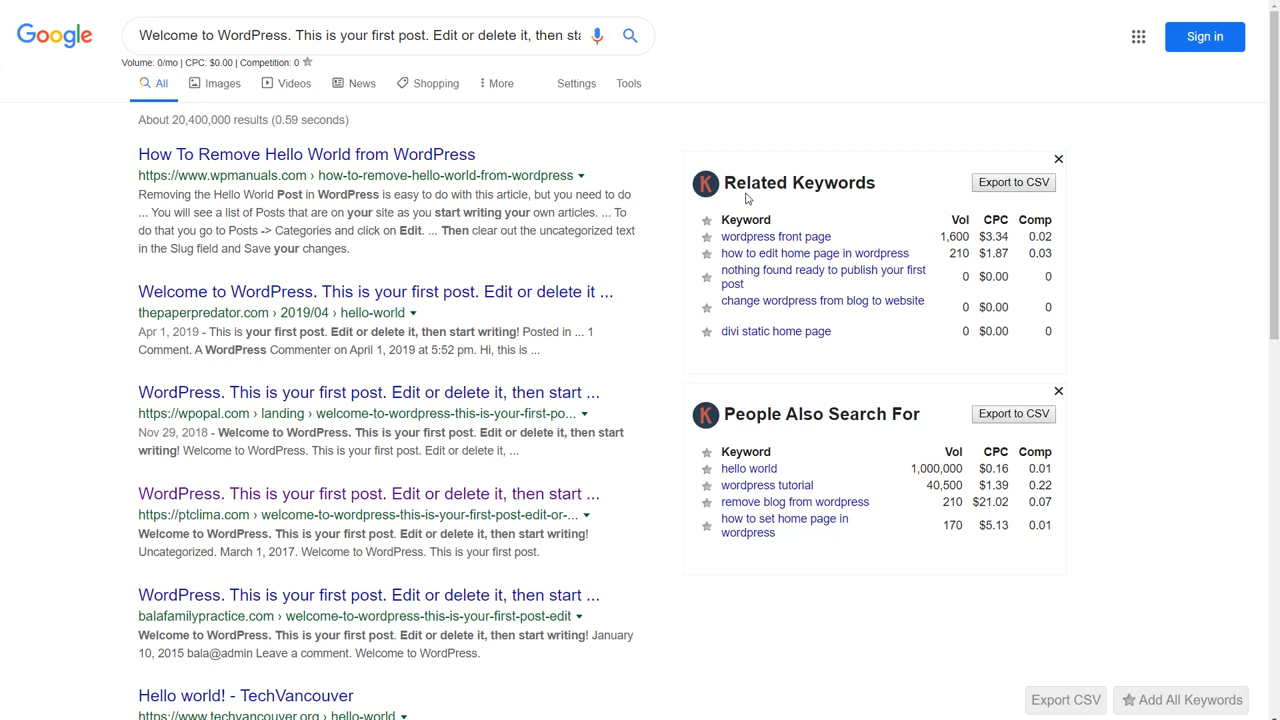 Google
Welcome to WordPress. This is your first post. Edit or delete it, then sta
Sign in
Volume: 0/mo | CPC: $0.00 | Competition: 0
All
Images
Videos
News
Shopping
More
Settings
Tools
About 20,400,000 results (0.59 seconds)
How To Remove Hello World from WordPress
https://www.wpmanuals.com › how-to-remove-hello-world-from-wordpress
Removing the Hello World Post in WordPress is easy to do with this article, but you need to do
... You will see a list of Posts that are on your site as you start writing your own articles. ... To
do that you go to Posts -> Categories and click on Edit. ... Then clear out the uncategorized text
in the Slug field and Save your changes.
Welcome to WordPress. This is your first post. Edit or delete it ...
thepaperpredator.com › 2019/04 › hello-world
Apr 1, 2019 - This is your first post. Edit or delete it, then start writing! Posted in ... 1
Comment. A WordPress Commenter on April 1, 2019 at 5:52 pm. Hi, this is ...
WordPress. This is your first post. Edit or delete it, then start ...
https://wpopal.com › landing › welcome-to-wordpress-this-is-your-first-po...
Nov 29, 2018 - Welcome to WordPress. This is your first post. Edit or delete it, then start
writing! Welcome to WordPress. This is your first post. Edit or delete it, ...
WordPress. This is your first post. Edit or delete it, then start ...
https://ptclima.com › welcome-to-wordpress-this-is-your-first-post-edit-or-...
Welcome to WordPress. This is your first post. Edit or delete it, then start writing!
Uncategorized. March 1, 2017. Welcome to WordPress. This is your first post.
WordPress. This is your first post. Edit or delete it, then start ...
balafamilypractice.com › welcome-to-wordpress-this-is-your-first-post-edit
Welcome to WordPress. This is your first post. Edit or delete it, then start writing! January
10, 2015 bala@admin Leave a comment. Welcome to WordPress.
Hello world! - TechVancouver
https://www.techvancouver.org › hello-world
K Related Keywords
Export to CSV
Keyword Vol CPC Comp
wordpress front page 1,600 $3.34 0.02
how to edit home page in wordpress 210 $1.87 0.03
nothing found ready to publish your first
post 0 $0.00 0
change wordpress from blog to website 0 $0.00 0
divi static home page 0 $0.00 0
K People Also Search For
Export to CSV
Keyword Vol CPC Comp
hello world 1,000,000 $0.16 0.01
wordpress tutorial 40,500 $1.39 0.22
remove blog from wordpress 210 $21.02 0.07
how to set home page in
wordpress 170 $5.13 0.01
Export CSV
Add All Keywords